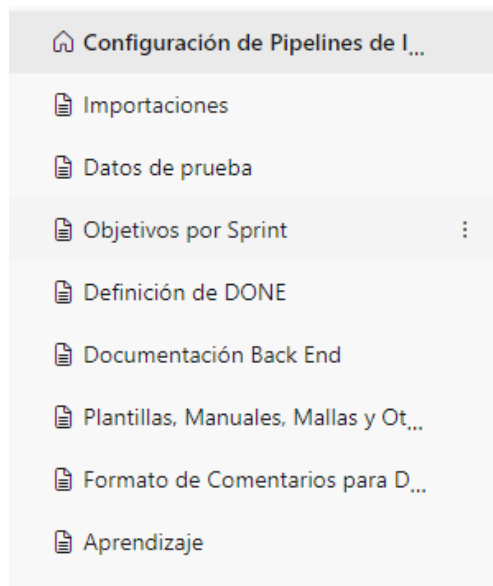 Configuración de Pipelines de I...
Importaciones
Datos de prueba
Objetivos por Sprint
Definición de DONE
Documentación Back End
Plantillas, Manuales, Mallas y Ot...
Formato de Comentarios para D...
Aprendizaje